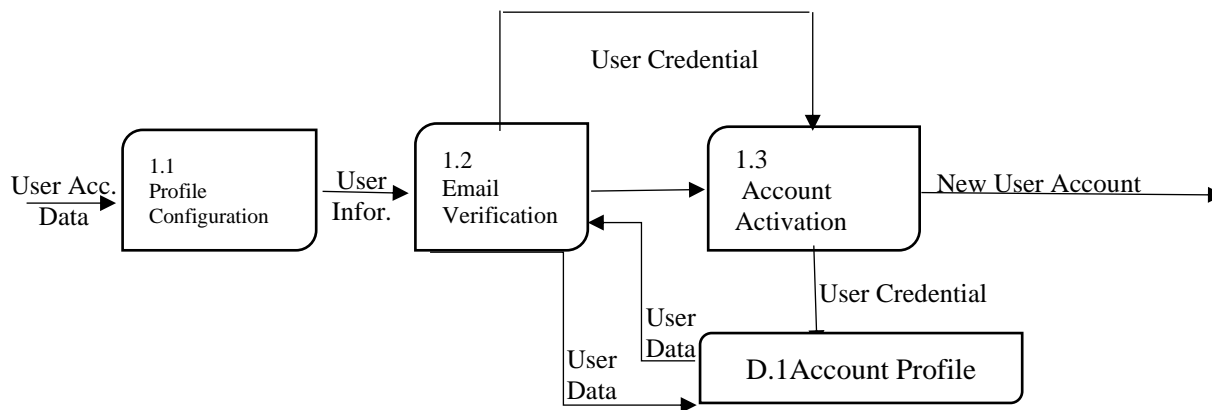 User Credential
1.1
Profile
Configuration
User Acc.
Data
User
Infor.
1.2
Email
Verification
1.3
Account
Activation
New User Account
User Credential
User
Data
User
Data
D.1Account Profile